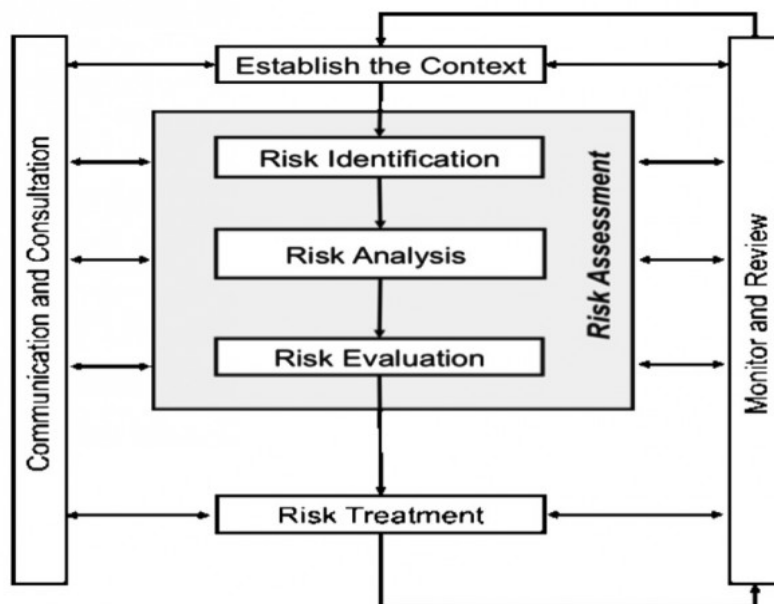 Establish the Context
Risk Identification
Risk Analysis
Risk Evaluation
Risk Assessment
Risk Treatment
Communication and Consultation
Monitor and Review